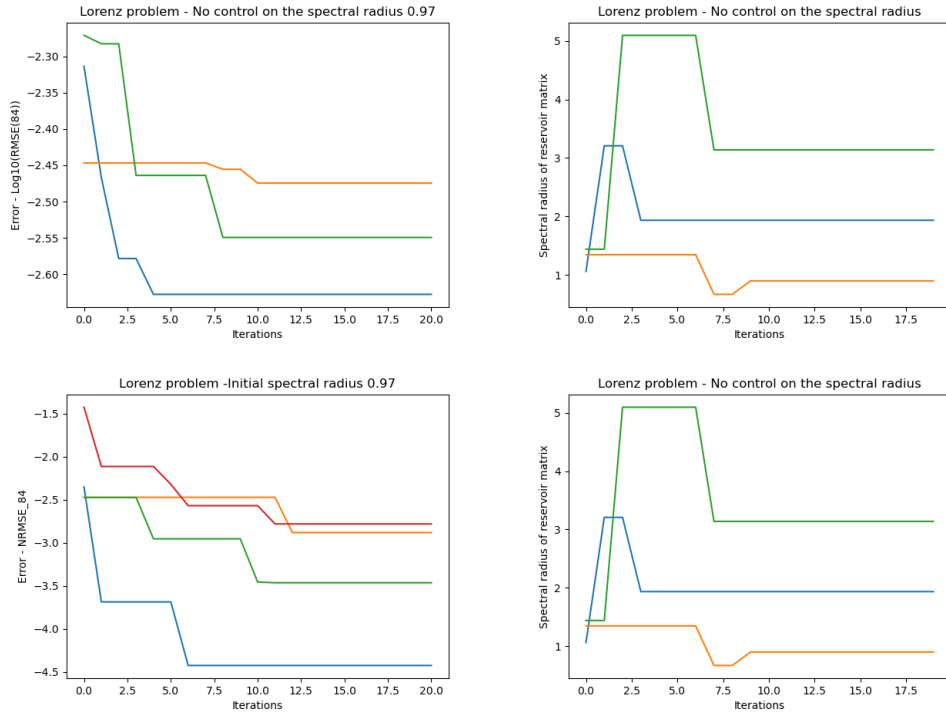 Lorenz problem - No control on the spectral radius 0.97
Error - Log10(RMSE(84))
−2.30
−2.35
−2.40
−2.45
−2.50
−2.55
−2.60
0.0 2.5 5.0 7.5 10.0 12.5 15.0 17.5 20.0
Iterations
Lorenz problem - No control on the spectral radius
Spectral radius of reservoir matrix
5
4
3
2
1
0.0 2.5 5.0 7.5 10.0 12.5 15.0 17.5
Iterations
Lorenz problem -Initial spectral radius 0.97
Error - NRMSE_84
−1.5
−2.0
−2.5
−3.0
−3.5
−4.0
−4.5
0.0 2.5 5.0 7.5 10.0 12.5 15.0 17.5 20.0
Iterations
Lorenz problem - No control on the spectral radius
Spectral radius of reservoir matrix
5
4
3
2
1
0.0 2.5 5.0 7.5 10.0 12.5 15.0 17.5
Iterations